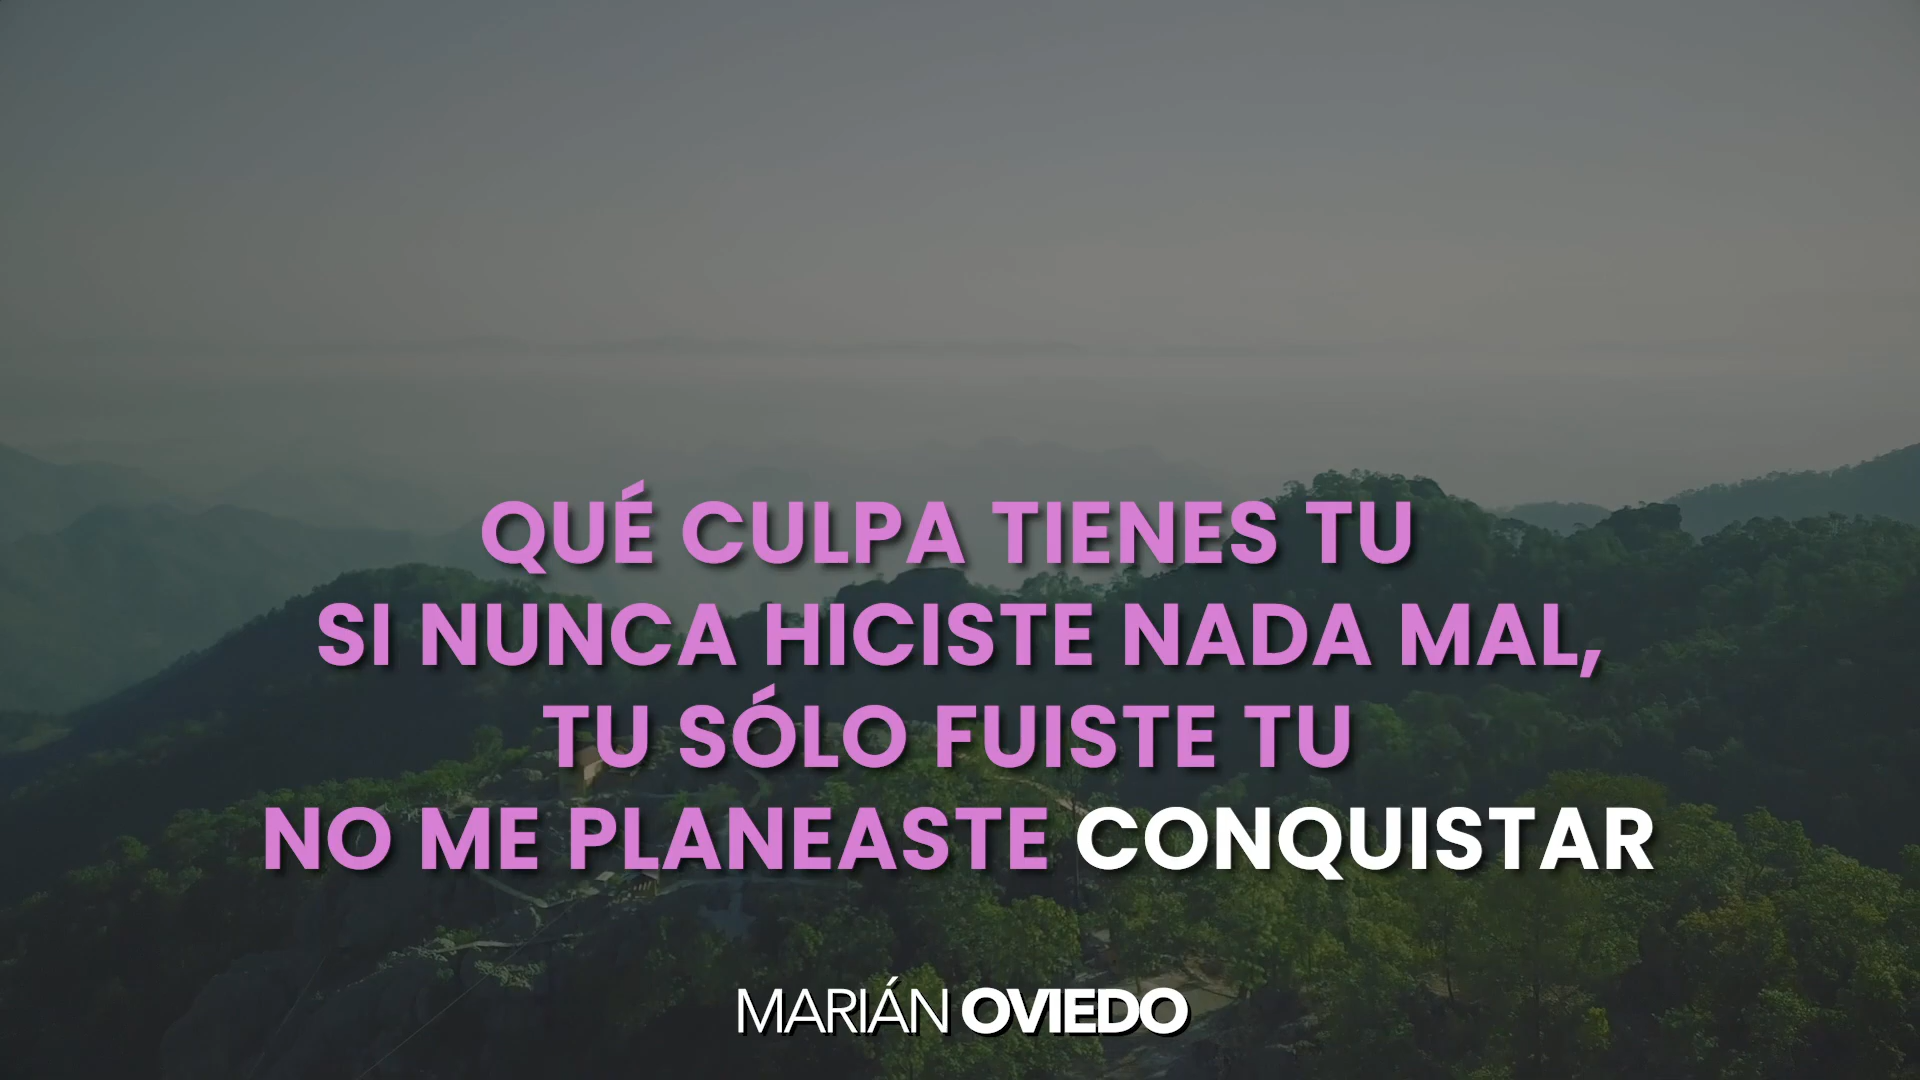 QUÉ CULPA TIENES TU
SI NUNCA HICISTE NADA MAL,
TU SÓLO FUISTE TU
NO ME PLANEASTE CONQUISTAR
MARIÁN OVIEDO